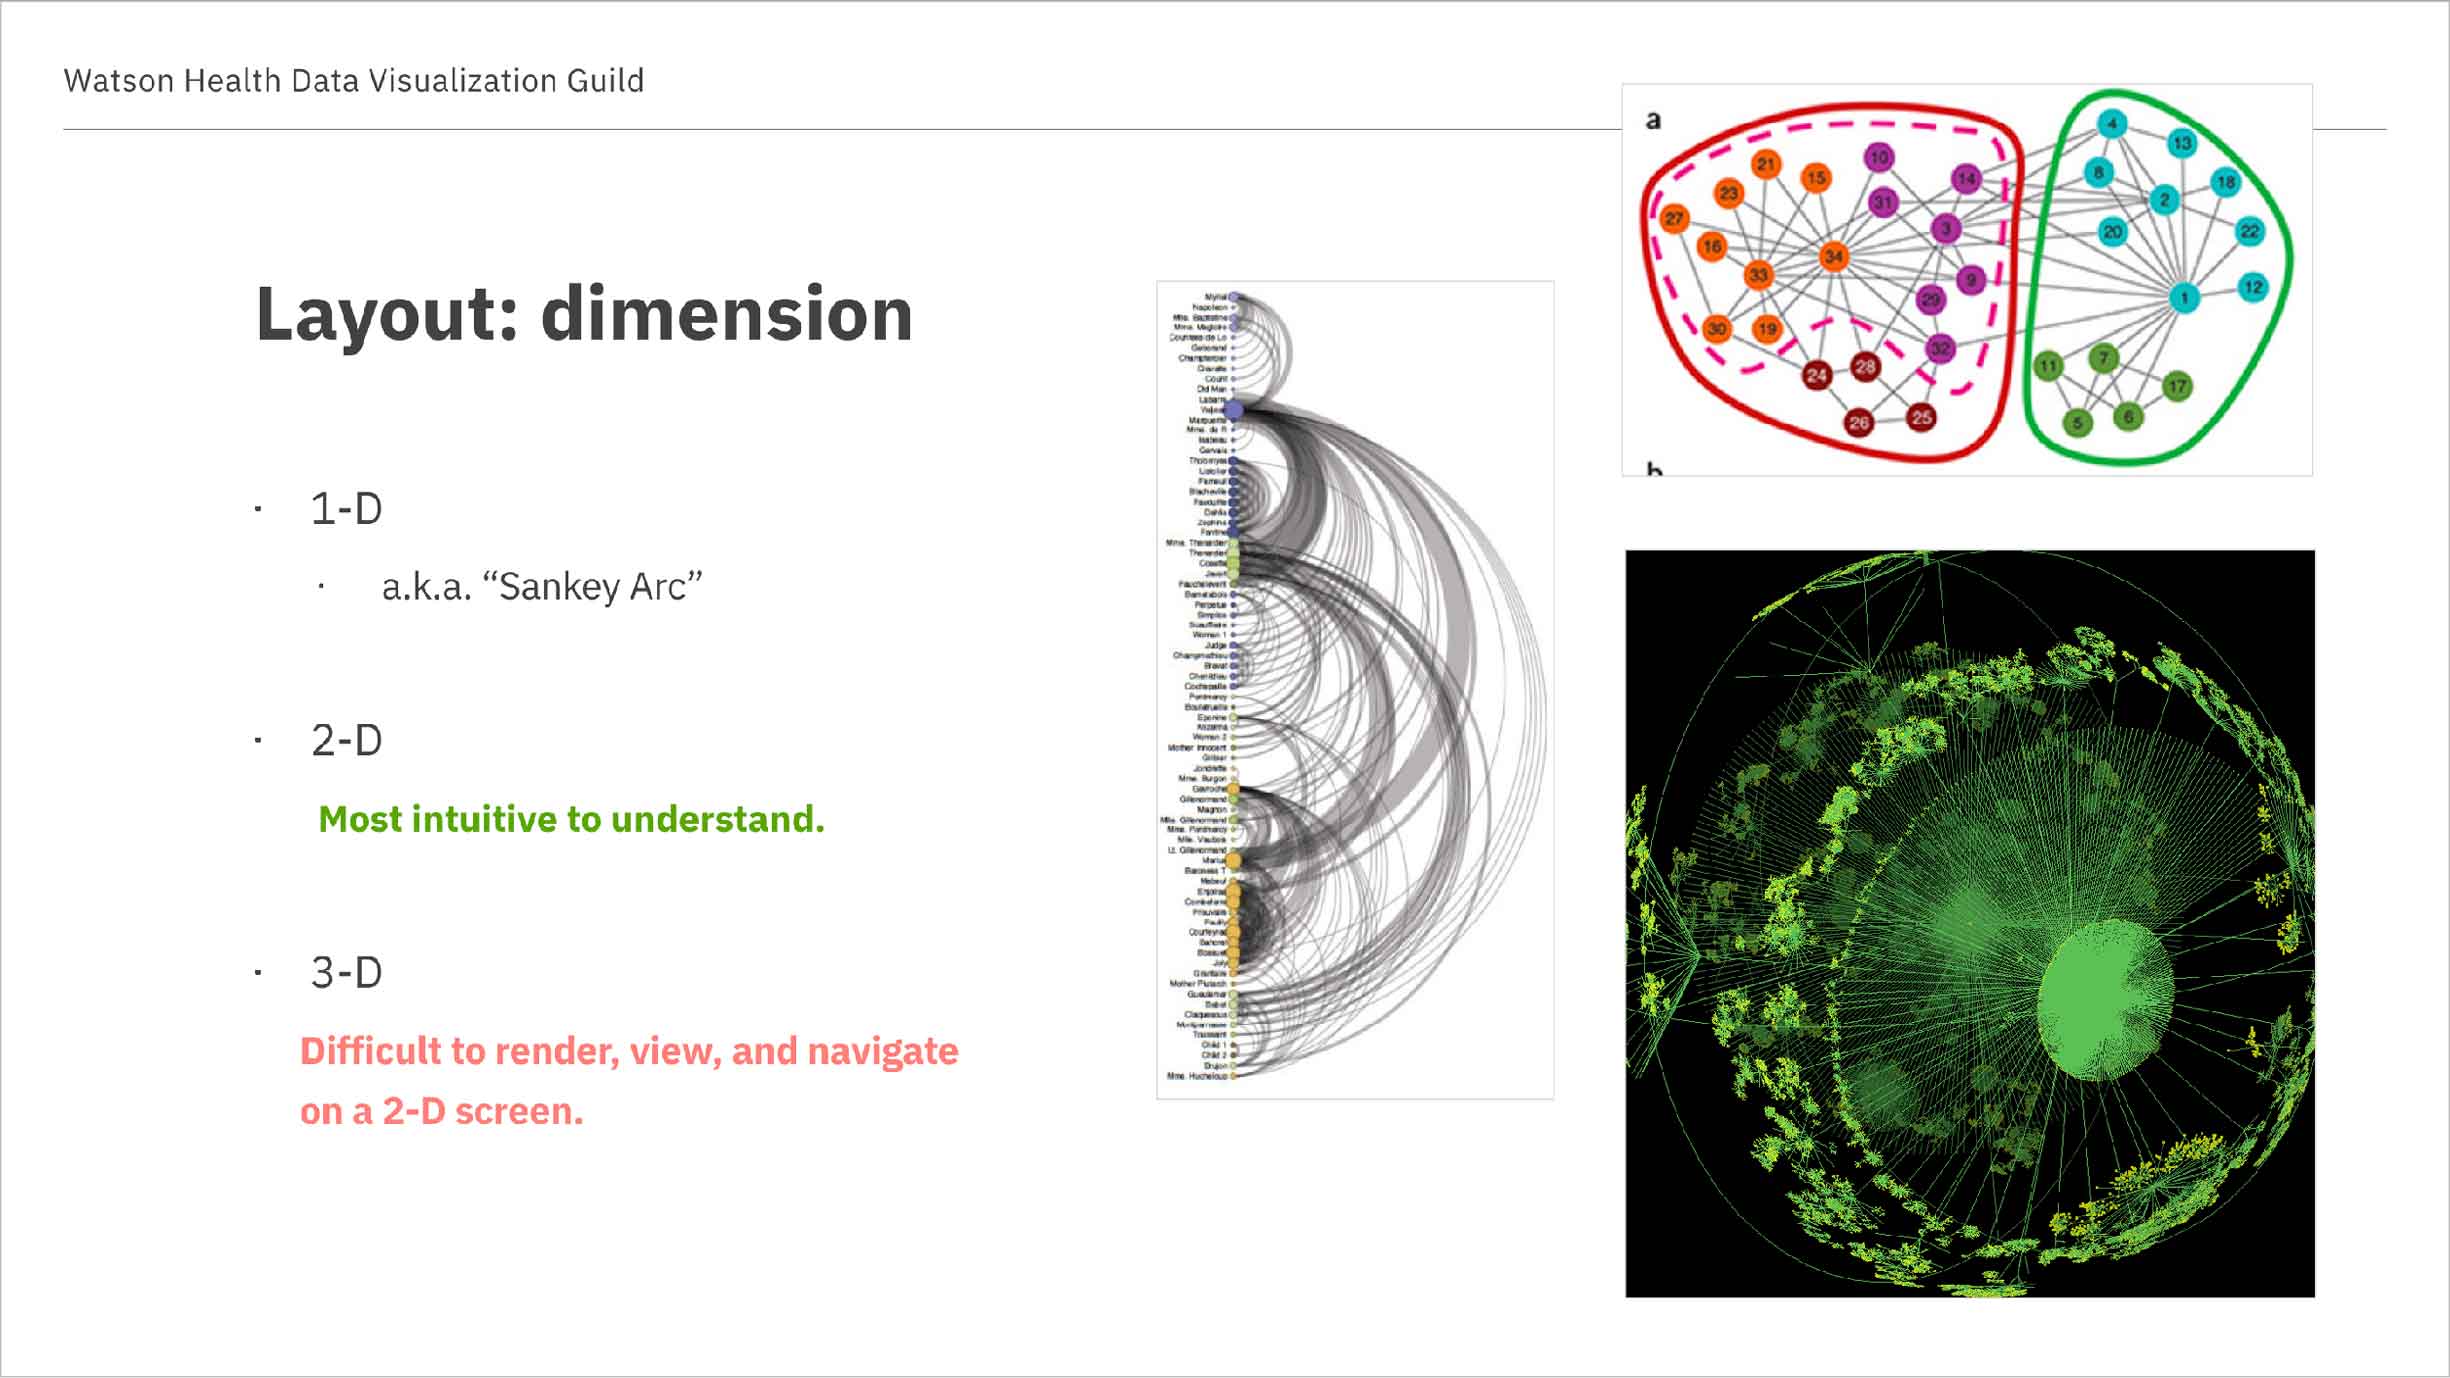 Watson Health Data Visualization Guild
Layout: dimension
· 1-D
· a.k.a. “Sankey Arc”
· 2-D
Most intuitive to understand.
· 3-D
Difficult to render, view, and navigate
on a 2-D screen.
Myriel
Napoleon
Mlle. Baptistine
Mme. Magloire
Countess de Lo
Geborand
Champtercier
Cravatte
Count
Old Man
Labarre
Valjean
Marguerite
Mme. de R
Isabeau
Gervais
Tholomyes
Listolier
Fameuil
Blacheville
Favourite
Dahlia
Zephine
Fantine
Mme. Thenardier
Thenardier
Cosette
Javert
Fauchelevent
Bamatabois
Perpetue
Simplice
Scaufflaire
Woman 1
Judge
Champmathieu
Brevet
Chenildieu
Cochepaille
Pontmercy
Boulatruelle
Eponine
Anzelma
Woman 2
Mother Innocent
Gribier
Jondrette
Mme. Burgon
Gavroche
Gillenormand
Magnon
Mlle. Gillenormand
Mme. Pontmercy
Mlle. Vaubois
Lt. Gillenormand
Marius
Baroness T
Mabeuf
Enjolras
Combeferre
Prouvaire
Feuilly
Courfeyrac
Bahorel
Bossuet
Joly
Grantaire
Mother Plutarch
Gueulemer
Babet
Claquesous
Montparnasse
Toussaint
Child 1
Child 2
Brujon
Mme. Hucheloup
a
4
13
10
21
8
15
14
18
23
2
31
27
3
20
22
16
34
33
9
12
1
29
30
19
32
7
11
28
24
17
6
25
26
5
b